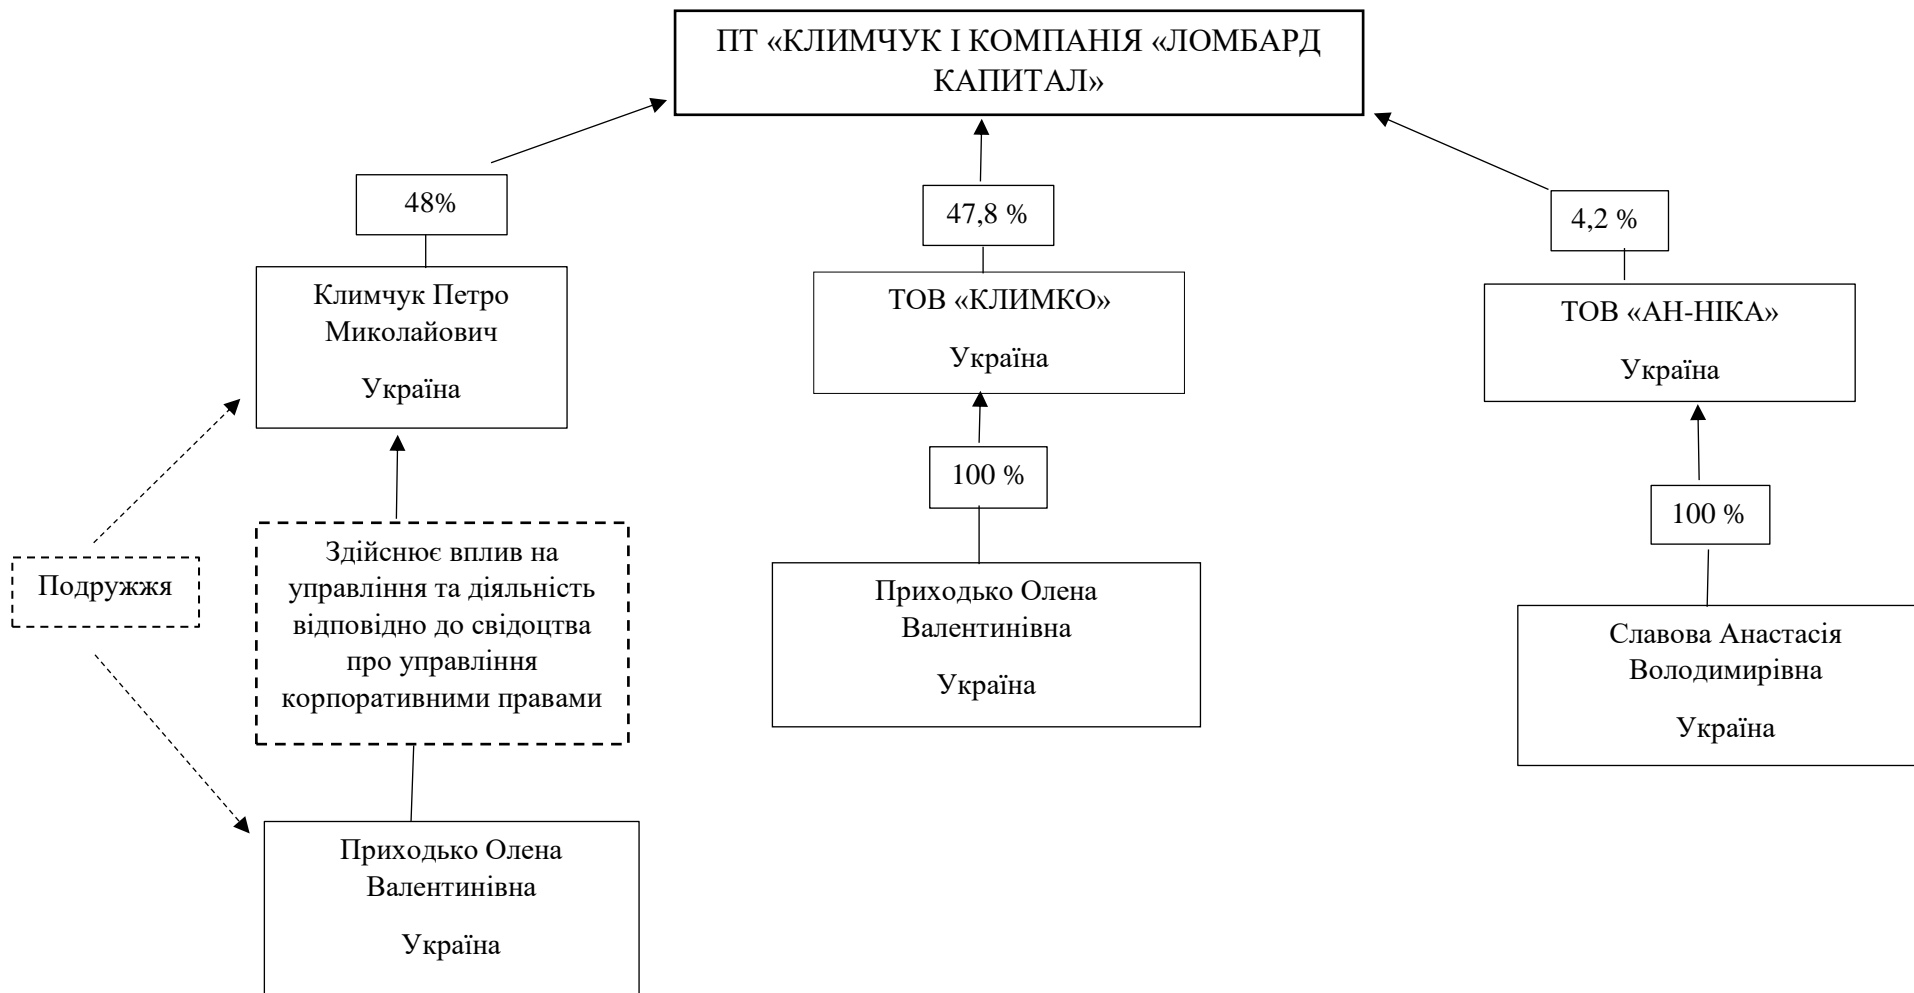 ПТ «КЛИМЧУК І КОМПАНІЯ «ЛОМБАРД
КАПИТАЛ»
48%
47,8 %
4,2 %
Климчук Петро
Миколайович
Україна
ТОВ «КЛИМКО»
Україна
ТОВ «АН-НІКА»
Україна
100 %
100 %
Подружжя
Здійснює вплив на
управління та діяльність
відповідно до свідоцтва
про управління
корпоративними правами
Приходько Олена
Валентинівна
Україна
Славова Анастасія
Володимирівна
Україна
Приходько Олена
Валентинівна
Україна